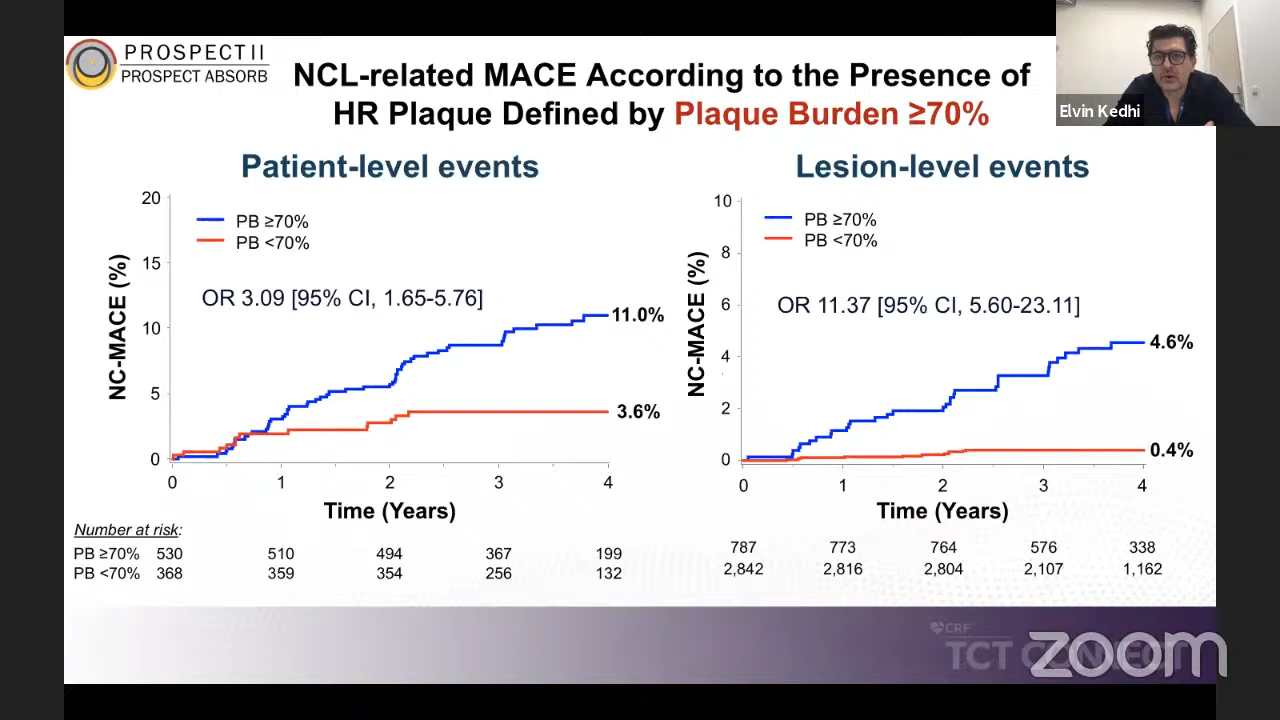 PROSPECT II
PROSPECT ABSORB
NCL-related MACE According to the Presence of
HR Plaque Defined by Plaque Burden ≥70%
Elvin Kedhi
Patient-level events
20
15
10
5
0
NC-MACE (%)
PB ≥70%
PB <70%
OR 3.09 [95% CI, 1.65-5.76]
11.0%
3.6%
0 1 2 3 4
Time (Years)
Lesion-level events
10
8
6
4
2
0
NC-MACE (%)
PB ≥70%
PB <70%
OR 11.37 [95% CI, 5.60-23.11]
4.6%
0.4%
0 1 2 3 4
Time (Years)
Number at risk:
PB ≥70% 530 510 494 367 199
PB <70% 368 359 354 256 132
787 773 764 576 338
2,842 2,816 2,804 2,107 1,162
CRF
TCT CONNECT
zoom